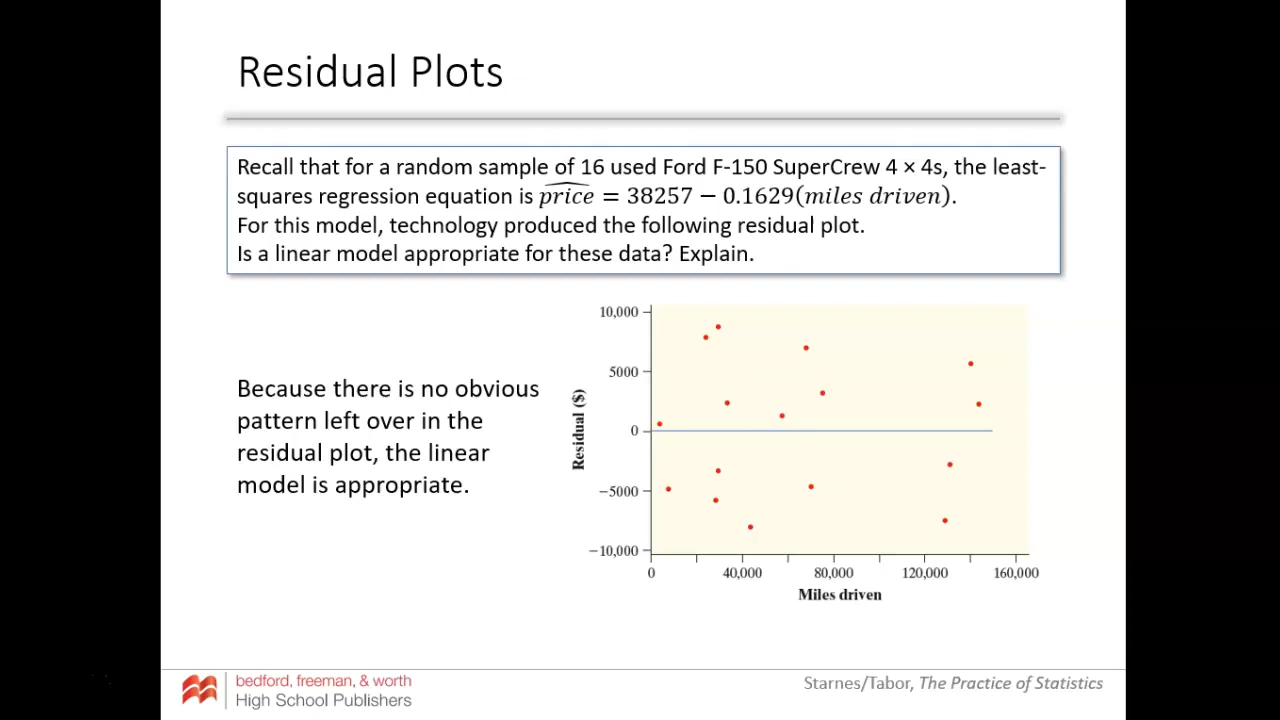 Residual Plots
Recall that for a random sample of 16 used Ford F-150 SuperCrew 4 × 4s, the least-
squares regression equation is \widehat{price} = 38257 − 0.1629(miles driven).
For this model, technology produced the following residual plot.
Is a linear model appropriate for these data? Explain.
Because there is no obvious
pattern left over in the
residual plot, the linear
model is appropriate.
Residual ($)
10,000
5000
0
−5000
−10,000
0 40,000 80,000 120,000 160,000
Miles driven
bedford, freeman, & worth
High School Publishers
Starnes/Tabor, The Practice of Statistics